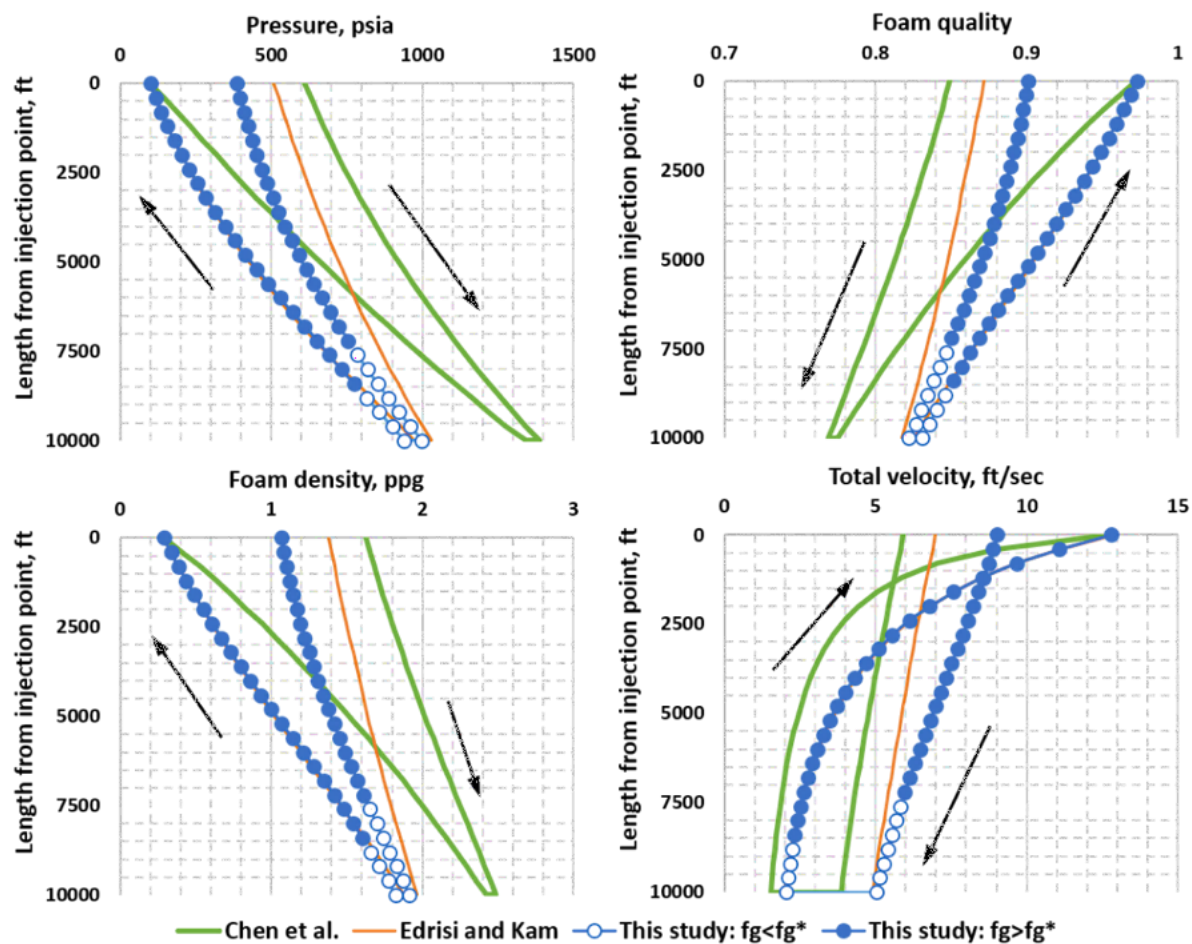 Pressure, psia
0 500 1000 1500
Length from injection point, ft
0
2500
5000
7500
10000
Foam quality
0.7 0.8 0.9 1
Length from injection point, ft
0
2500
5000
7500
10000
Foam density, ppg
0 1 2 3
Length from injection point, ft
0
2500
5000
7500
10000
Total velocity, ft/sec
0 5 10 15
Length from injection point, ft
0
2500
5000
7500
10000
Chen et al. Edrisi and Kam This study: fg<fg* This study: fg>fg*